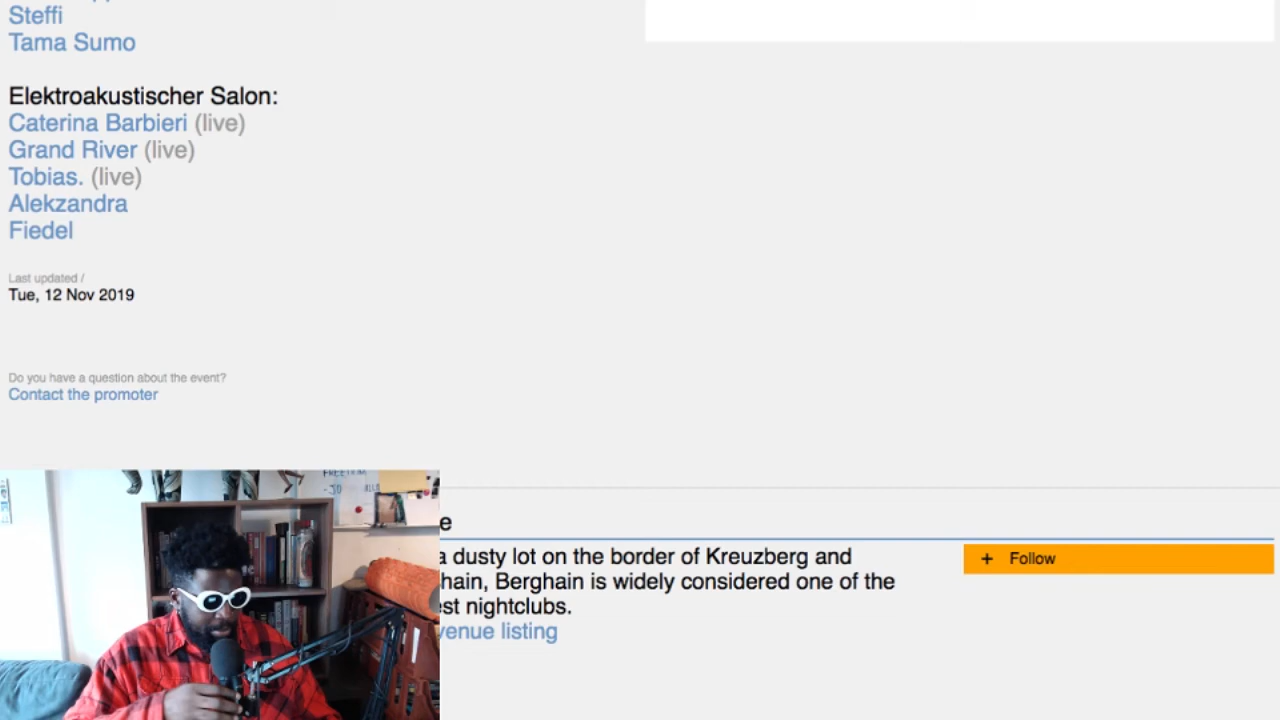 Steffi
Tama Sumo
Elektroakustischer Salon:
Caterina Barbieri (live)
Grand River (live)
Tobias. (live)
Alekzandra
Fiedel
Last updated /
Tue, 12 Nov 2019
Do you have a question about the event?
Contact the promoter
FREEDOM
e
a dusty lot on the border of Kreuzberg and
hain, Berghain is widely considered one of the
est nightclubs.
venue listing
+ Follow